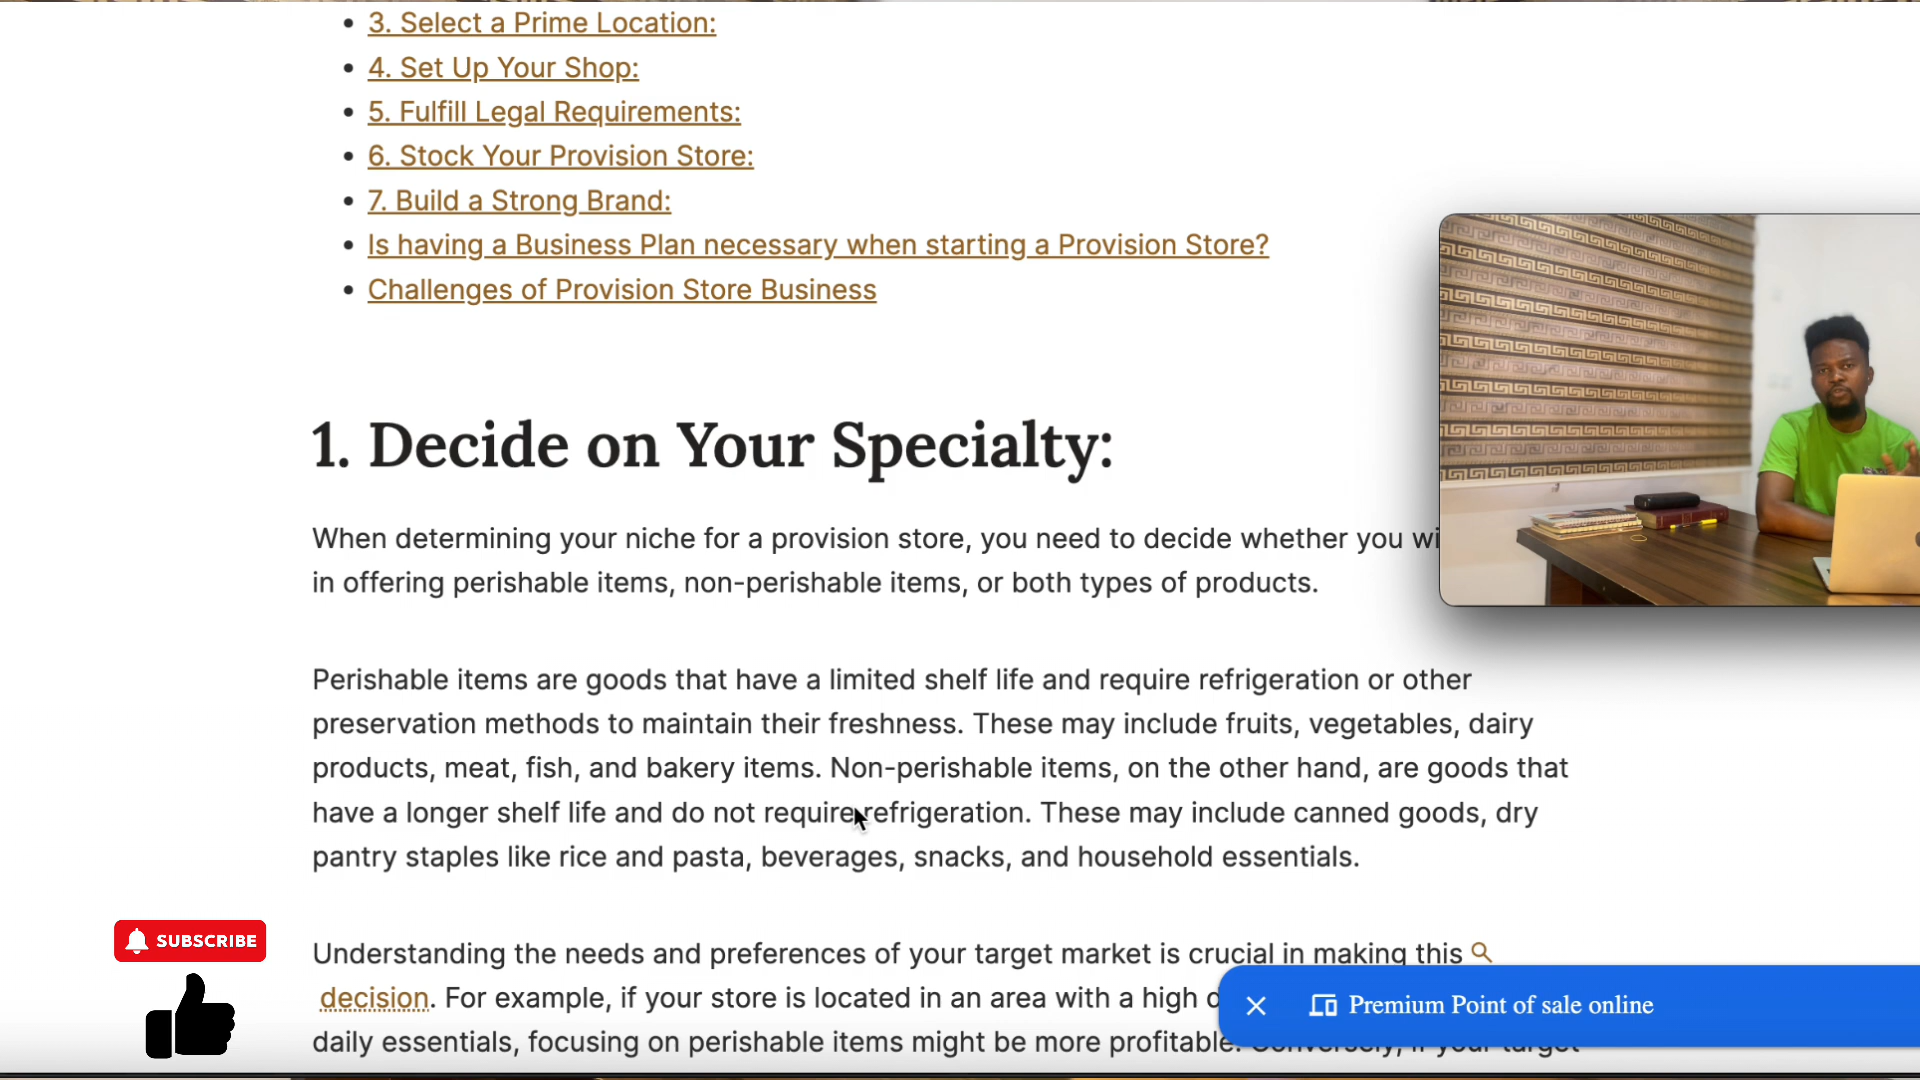 3. Select a Prime Location:
4. Set Up Your Shop:
5. Fulfill Legal Requirements:
6. Stock Your Provision Store:
7. Build a Strong Brand:
Is having a Business Plan necessary when starting a Provision Store?
Challenges of Provision Store Business
1. Decide on Your Specialty:
When determining your niche for a provision store, you need to decide whether you
in offering perishable items, non-perishable items, or both types of products.
Perishable items are goods that have a limited shelf life and require refrigeration or other
preservation methods to maintain their freshness. These may include fruits, vegetables, dairy
products, meat, fish, and bakery items. Non-perishable items, on the other hand, are goods that
have a longer shelf life and do not require refrigeration. These may include canned goods, dry
pantry staples like rice and pasta, beverages, snacks, and household essentials.
Understanding the needs and preferences of your target market is crucial in making this
decision. For example, if your store is located in an area with a high
daily essentials, focusing on perishable items might be more profitable.
SUBSCRIBE
Premium Point of sale online